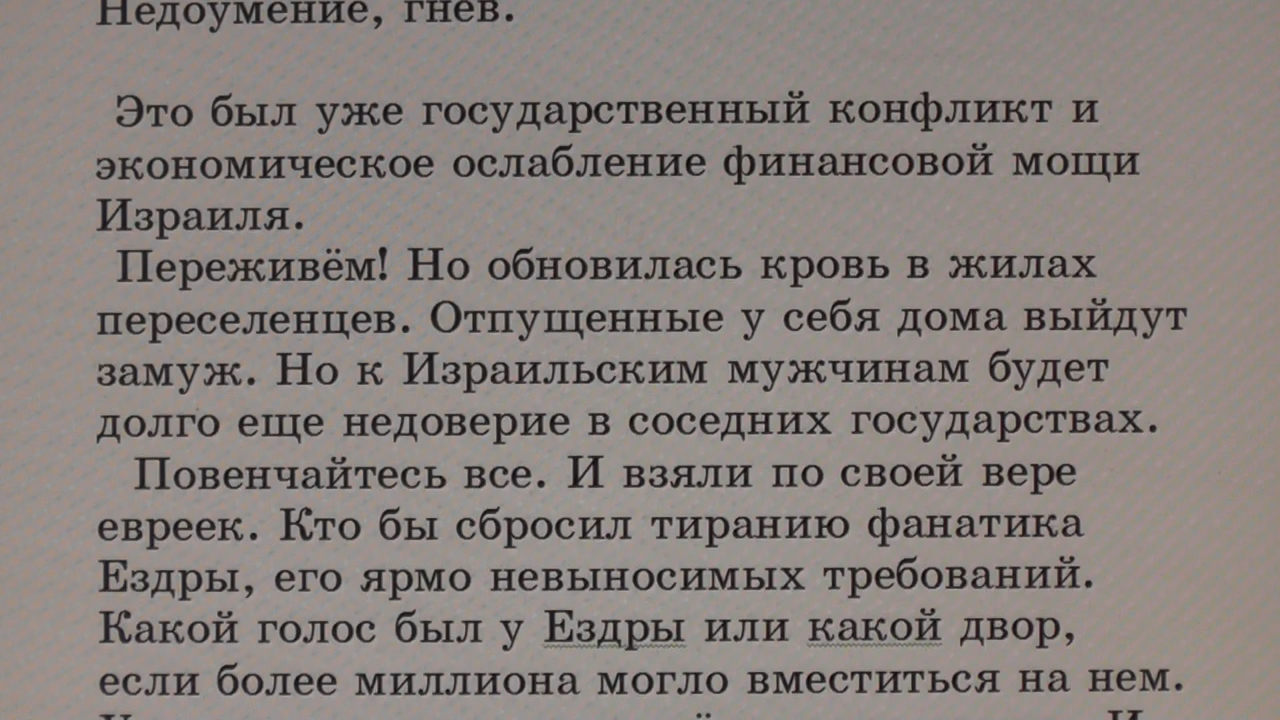 Недоумение, гнев.
Это был уже государственный конфликт и
экономическое ослабление финансовой мощи
Израиля.
Переживём! Но обновилась кровь в жилах
переселенцев. Отпущенные у себя дома выйдут
замуж. Но к Израильским мужчинам будет
долго еще недоверие в соседних государствах.
Повенчайтесь все. И взяли по своей вере
евреек. Кто бы сбросил тиранию фанатика
Ездры, его ярмо невыносимых требований.
Какой голос был у Ездры или какой двор,
если более миллиона могло вместиться на нем.